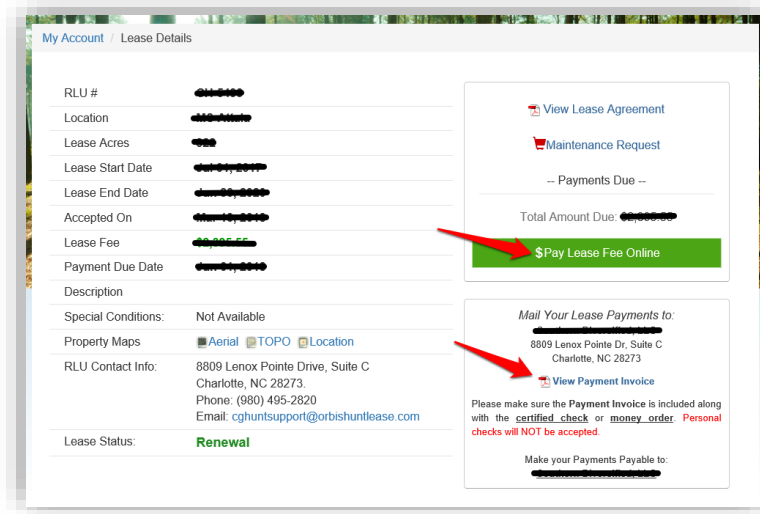 My Account / Lease Details
RLU #
Location
Lease Acres
Lease Start Date
Lease End Date
Accepted On
Lease Fee
Payment Due Date
Description
Special Conditions: Not Available
Property Maps Aerial TOPO Location
RLU Contact Info: 8809 Lenox Pointe Drive, Suite C
Charlotte, NC 28273.
Phone: (980) 495-2820
Email: cghuntsupport@orbishuntlease.com
Lease Status: Renewal
View Lease Agreement
Maintenance Request
-- Payments Due --
Total Amount Due:
$Pay Lease Fee Online
Mail Your Lease Payments to:
8809 Lenox Pointe Dr, Suite C
Charlotte, NC 28273
View Payment Invoice
Please make sure the Payment Invoice is included along
with the certified check or money order. Personal
checks will NOT be accepted.
Make your Payments Payable to: